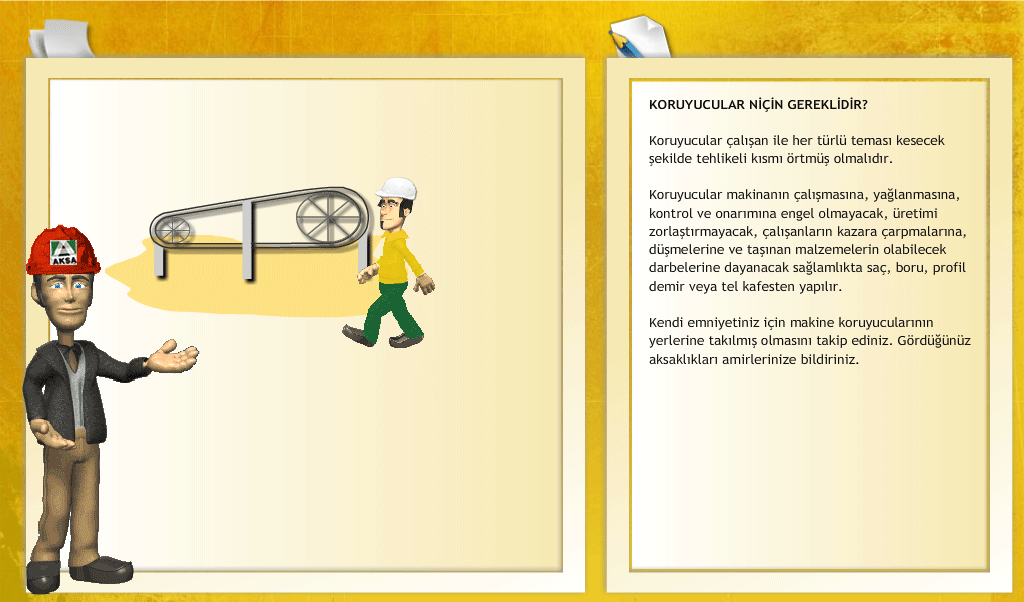 AKSA
KORUYUCULAR NİÇİN GEREKLİDİR?
Koruyucular çalışan ile her türlü teması kesecek
şekilde tehlikeli kısmı örtmüş olmalıdır.
Koruyucular makinanın çalışmasına, yağlanmasına,
kontrol ve onarımına engel olmayacak, üretimi
zorlaştırmayacak, çalışanların kazara çarpmalarına,
düşmelerine ve taşınan malzemelerin olabilecek
darbelerine dayanacak sağlamlıkta saç, boru, profil
demir veya tel kafesten yapılır.
Kendi emniyetiniz için makine koruyucularının
yerlerine takılmış olmasını takip ediniz. Gördüğünüz
aksaklıkları amirlerinize bildiriniz.